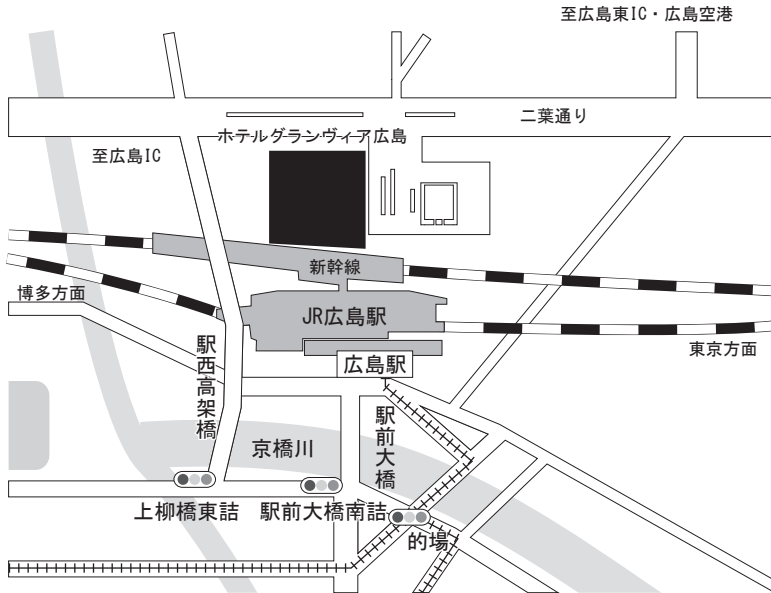 至広島東IC・広島空港
二葉通り
ホテルグランヴィア広島
至広島IC
新幹線
博多方面
JR広島駅
東京方面
広島駅
駅西高架橋
駅前大橋
京橋川
上柳橋東詰
駅前大橋南詰
的場